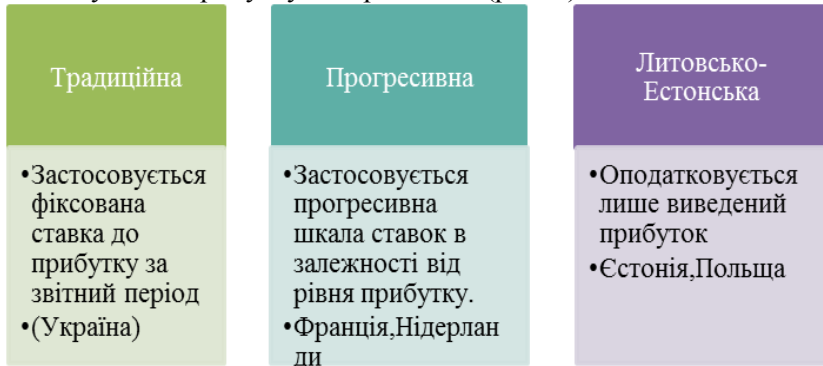 Традиційна
•Застосовується
фіксована
ставка до
прибутку за
звітний період
•(Україна)
Прогресивна
•Застосовується
прогресивна
шкала ставок в
залежності від
рівня прибутку.
•Франція,Нідерлан
ди
Литовсько-
Естонська
•Оподатковується
лише виведений
прибуток
•Єстонія,Польща